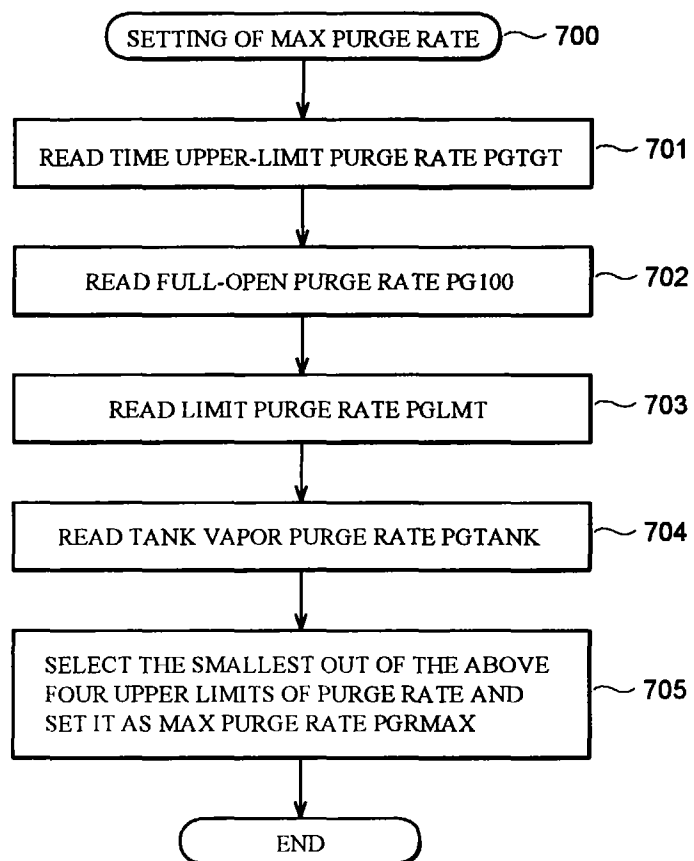 SETTING OF MAX PURGE RATE 700
READ TIME UPPER-LIMIT PURGE RATE PGTGT 701
READ FULL-OPEN PURGE RATE PG100 702
READ LIMIT PURGE RATE PGLMT 703
READ TANK VAPOR PURGE RATE PGTANK 704
SELECT THE SMALLEST OUT OF THE ABOVE
FOUR UPPER LIMITS OF PURGE RATE AND 705
SET IT AS MAX PURGE RATE PGRMAX
END